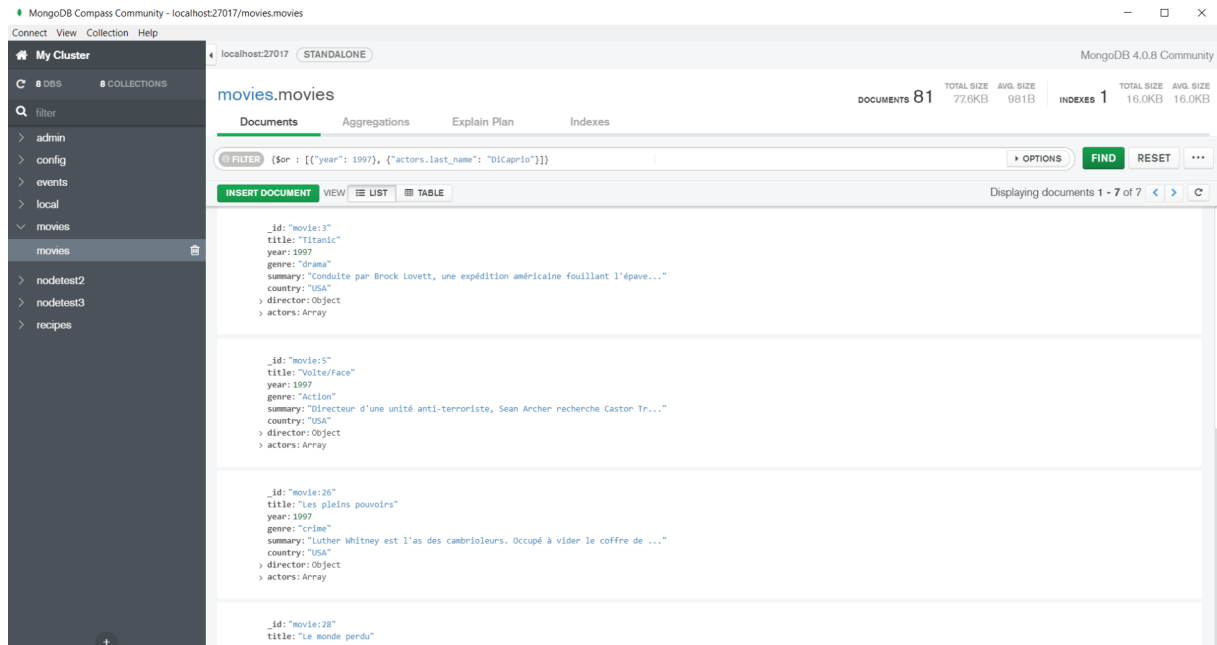 MongoDB Compass Community - localhost:27017/movies.movies
Connect View Collection Help
My Cluster
8 DBS 8 COLLECTIONS
filter
admin
config
events
local
movies
movies
nodetest2
nodetest3
recipes
localhost:27017 STANDALONE MongoDB 4.0.8 Community
movies.movies
DOCUMENTS 81 TOTAL SIZE 77.6KB AVG. SIZE 981B INDEXES 1 TOTAL SIZE 16.0KB AVG. SIZE 16.0KB
Documents Aggregations Explain Plan Indexes
FILTER {$or : [{"year": 1997}, {"actors.last_name": "DiCaprio"}]} OPTIONS FIND RESET ...
INSERT DOCUMENT VIEW LIST TABLE Displaying documents 1 - 7 of 7 < > C
_id:"movie:3"
title:"Titanic"
year:1997
genre:"drama"
summary:"Conduite par Brock Lovett, une expédition américaine fouillant l'épave..."
country:"USA"
> director:Object
> actors:Array
_id:"movie:5"
title:"Volte/Face"
year:1997
genre:"Action"
summary:"Directeur d'une unité anti-terroriste, Sean Archer recherche Castor Tr..."
country:"USA"
> director:Object
> actors:Array
_id:"movie:26"
title:"Les pleins pouvoirs"
year:1997
genre:"crime"
summary:"Luther Whitney est l'as des cambrioleurs. Occupé à vider le coffre de ..."
country:"USA"
> director:Object
> actors:Array
_id:"movie:28"
title:"Le monde perdu"